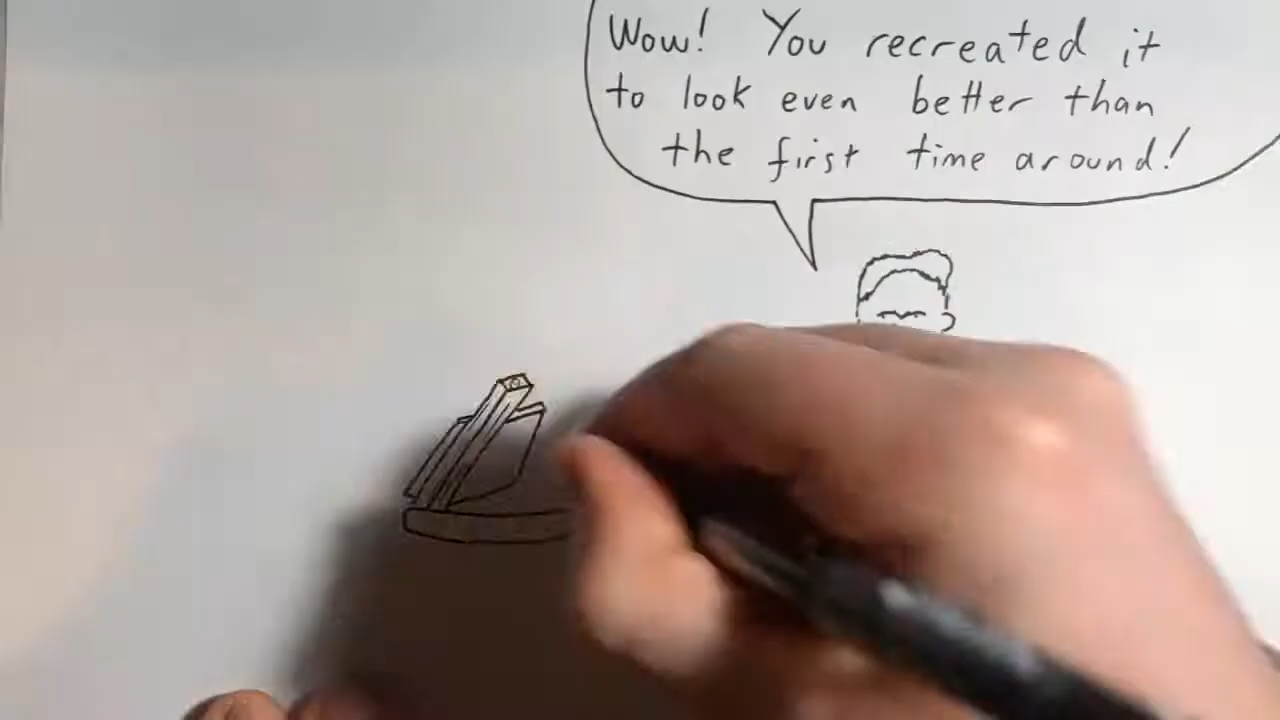 Wow! You recreated it
to look even better than
the first time around!